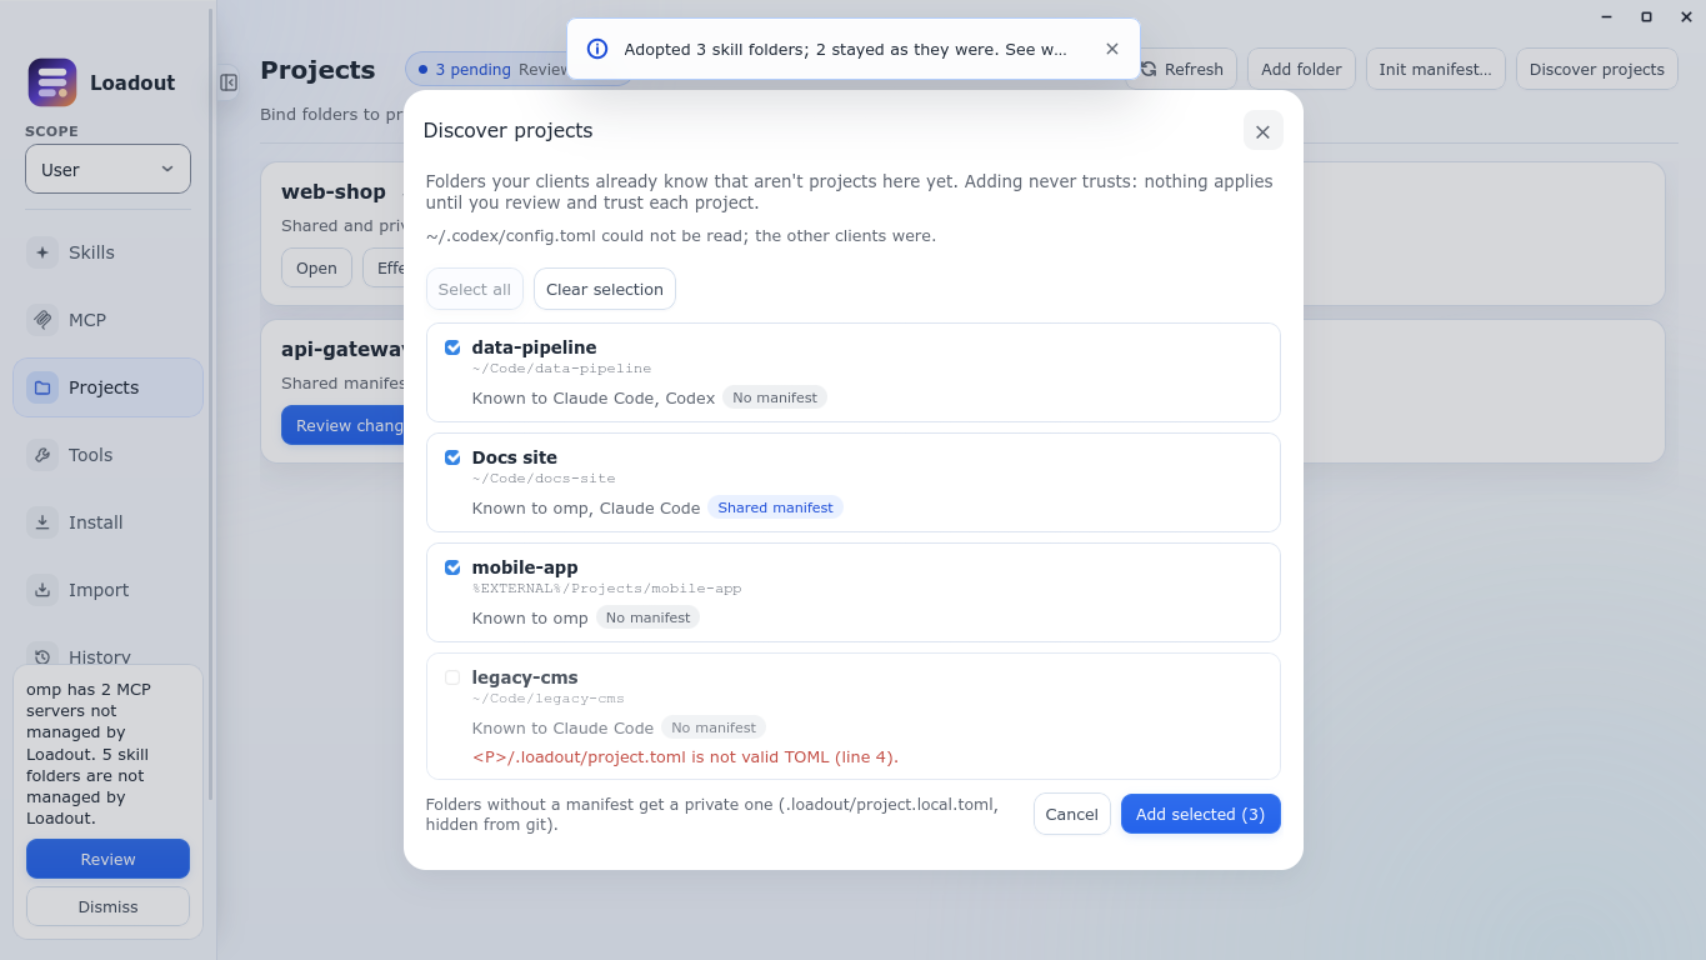 Adopted 3 skill folders; 2 stayed as they were. See w...
Loadout
SCOPE
User
Skills
MCP
Projects
Tools
Install
Import
History
omp has 2 MCP
servers not
managed by
Loadout. 5 skill
folders are not
managed by
Loadout.
Review
Dismiss
Projects
3 pending Review
Refresh
Add folder
Init manifest...
Discover projects
Bind folders to pr
web-shop
Shared and priv
Open
Effe
api-gateway
Shared manifes
Review chang
Discover projects
Folders your clients already know that aren't projects here yet. Adding never trusts: nothing applies
until you review and trust each project.
~/.codex/config.toml could not be read; the other clients were.
Select all
Clear selection
data-pipeline
~/Code/data-pipeline
Known to Claude Code, Codex No manifest
Docs site
~/Code/docs-site
Known to omp, Claude Code Shared manifest
mobile-app
%EXTERNAL%/Projects/mobile-app
Known to omp No manifest
legacy-cms
~/Code/legacy-cms
Known to Claude Code No manifest
<P>/.loadout/project.toml is not valid TOML (line 4).
Folders without a manifest get a private one (.loadout/project.local.toml,
hidden from git).
Cancel
Add selected (3)